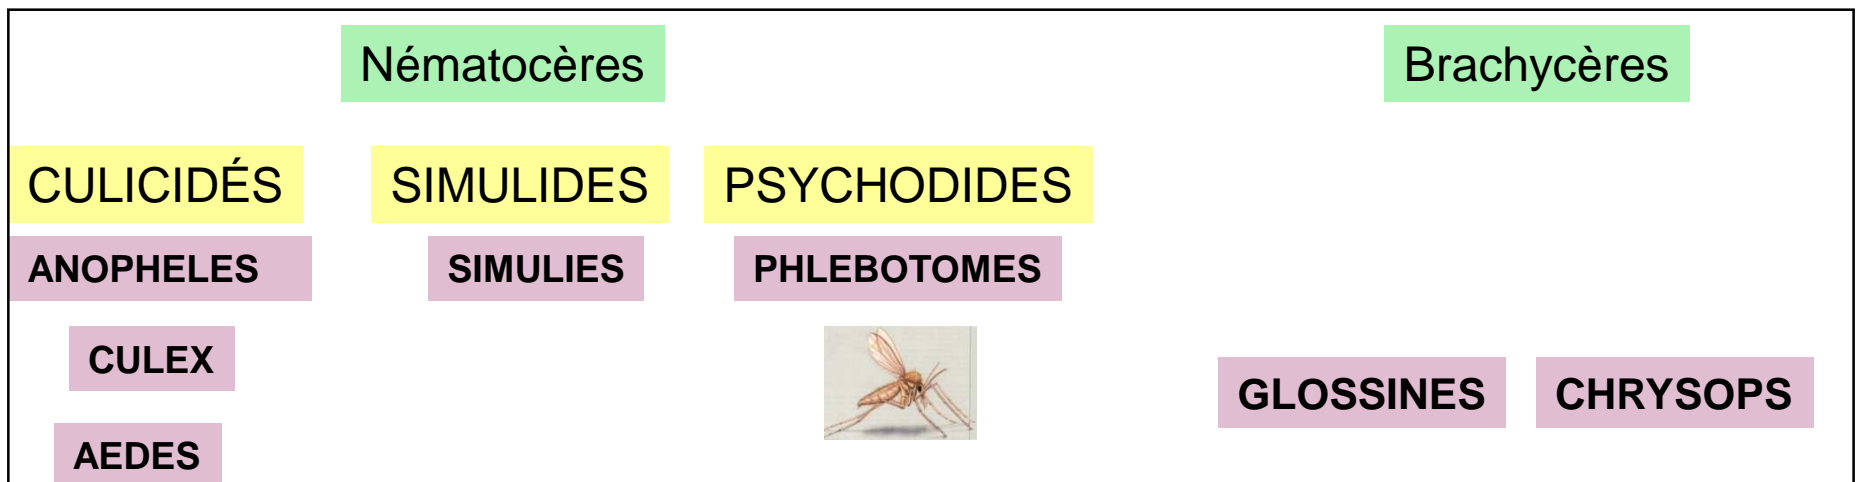 Nématocères
Brachycères
CULICIDÉS
SIMULIDES
PSYCHODIDES
ANOPHELES
SIMULIES
PHLEBOTOMES
CULEX
GLOSSINES
CHRYSOPS
AEDES